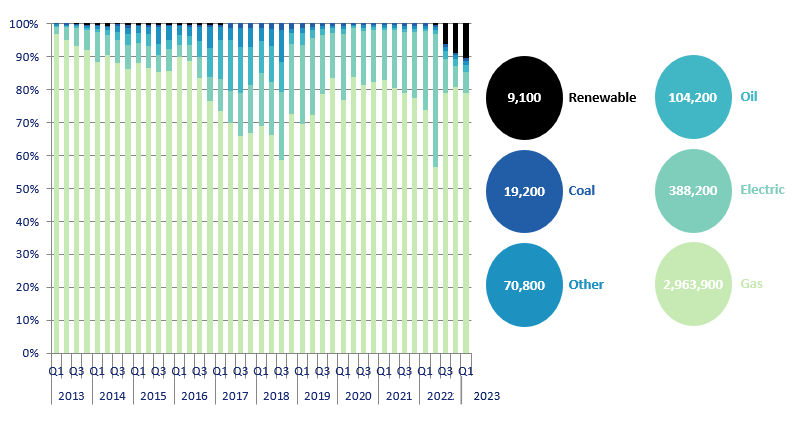 100%
90%
80%
70%
60%
50%
40%
30%
20%
10%
0%
Q1 Q3 Q1 Q3 Q1 Q3 Q1 Q3 Q1 Q3 Q1 Q3 Q1 Q3 Q1 Q3 Q1 Q3 Q1 Q3 Q1
2013 2014 2015 2016 2017 2018 2019 2020 2021 2022 2023
9,100 Renewable 104,200 Oil
19,200 Coal 388,200 Electric
70,800 Other 2,963,900 Gas